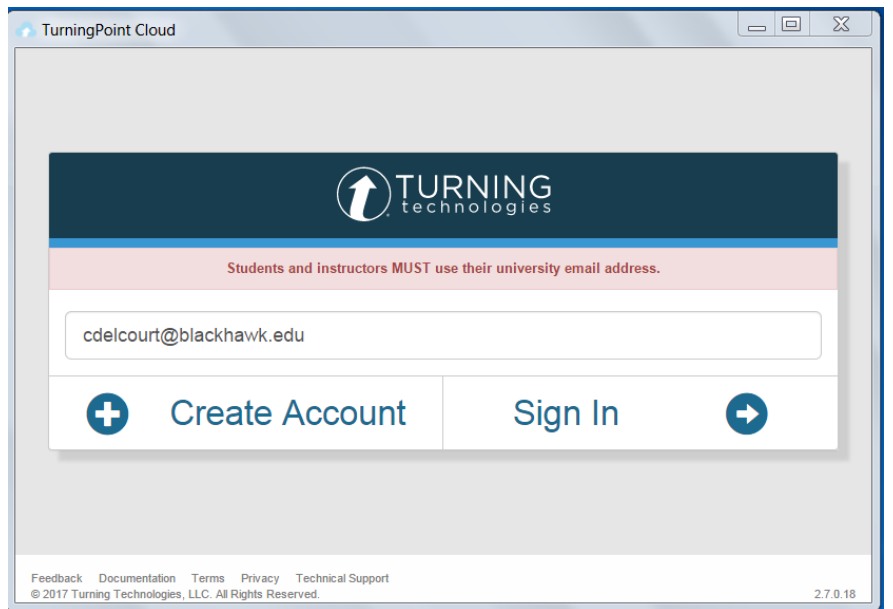 TurningPoint Cloud
TURNING
technologies
Students and instructors MUST use their university email address.
cdelcourt@blackhawk.edu
Create Account
Sign In
Feedback Documentation Terms Privacy Technical Support
© 2017 Turning Technologies, LLC. All Rights Reserved.
2.7.0.18